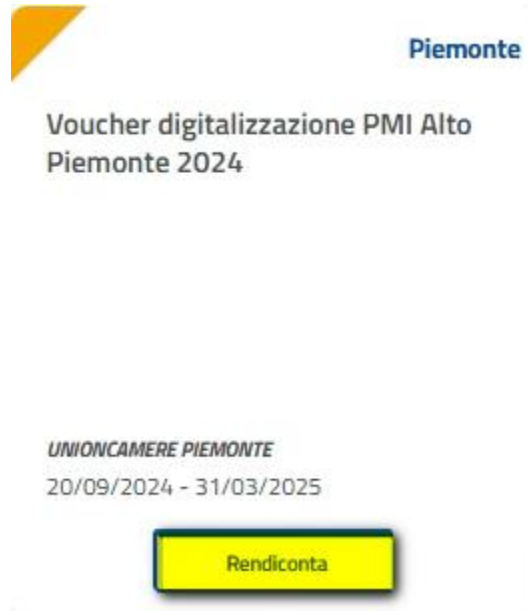 Piemonte
Voucher digitalizzazione PMI Alto
Piemonte 2024
UNIONCAMERE PIEMONTE
20/09/2024 - 31/03/2025
Rendiconta